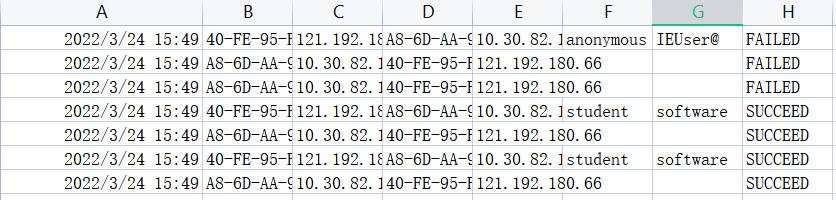 A B C D E F G H
2022/3/24 15:49 40-FE-95-F 121.192.18 A8-6D-AA-9 10.30.82.1 anonymous IEUser@ FAILED
2022/3/24 15:49 A8-6D-AA-9 10.30.82.1 40-FE-95-F 121.192.180.66 FAILED
2022/3/24 15:49 A8-6D-AA-9 10.30.82.1 40-FE-95-F 121.192.180.66 FAILED
2022/3/24 15:49 40-FE-95-F 121.192.18 A8-6D-AA-9 10.30.82.1 student software SUCCEED
2022/3/24 15:49 A8-6D-AA-9 10.30.82.1 40-FE-95-F 121.192.180.66 SUCCEED
2022/3/24 15:49 40-FE-95-F 121.192.18 A8-6D-AA-9 10.30.82.1 student software SUCCEED
2022/3/24 15:49 A8-6D-AA-9 10.30.82.1 40-FE-95-F 121.192.180.66 SUCCEED